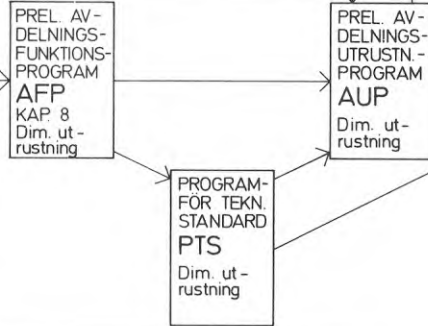 PREL. AV-
DELNINGS-
FUNKTIONS-
PROGRAM
AFP
KAP. 8
Dim. ut-
rustning
PREL. AV-
DELNINGS-
UTRUSTN.-
PROGRAM
AUP
Dim. ut-
rustning
PROGRAM-
FÖR TEKN.
STANDARD
PTS
Dim. ut-
rustning